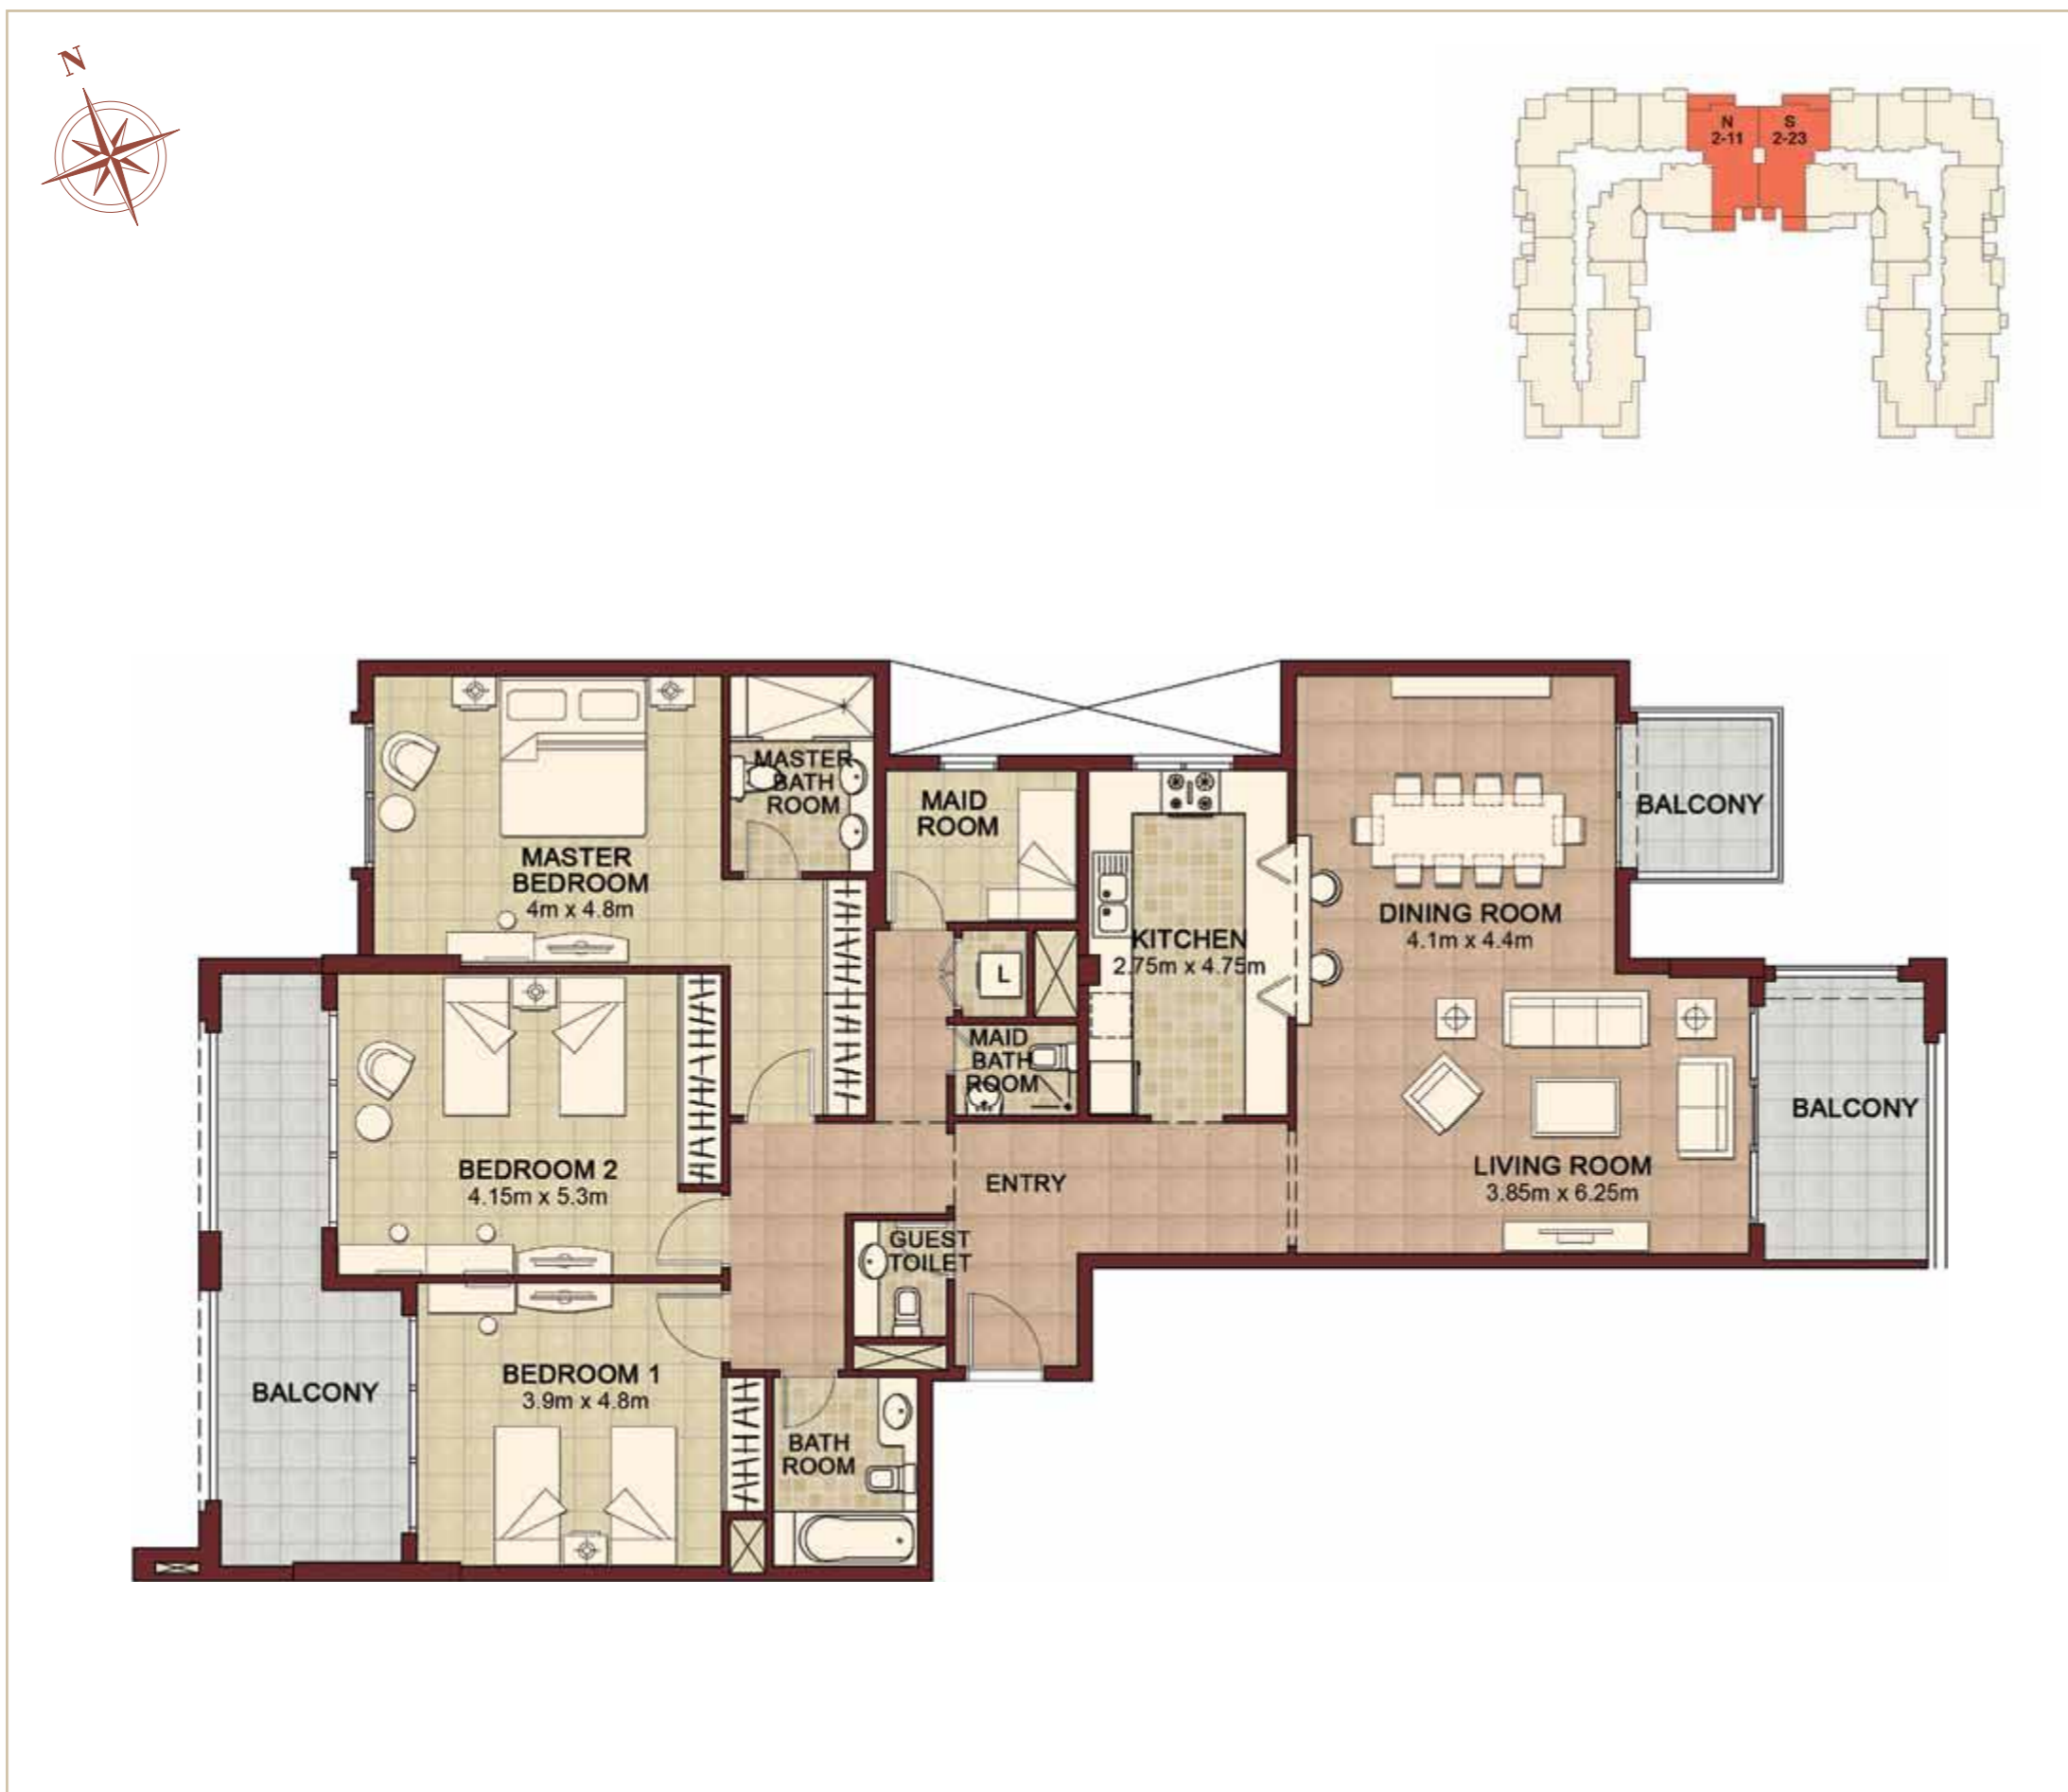 N
N
2-11
S
2-23
MASTER
BATH
ROOM
MAID
ROOM
BALCONY
MASTER
BEDROOM
4m x 4.8m
DINING ROOM
4.1m x 4.4m
KITCHEN
2.75m x 4.75m
L
MAID
BATH
ROOM
BALCONY
BEDROOM 2
4.15m x 5.3m
ENTRY
LIVING ROOM
3.85m x 6.25m
GUEST
TOILET
BEDROOM 1
3.9m x 4.8m
BALCONY
BATH
ROOM